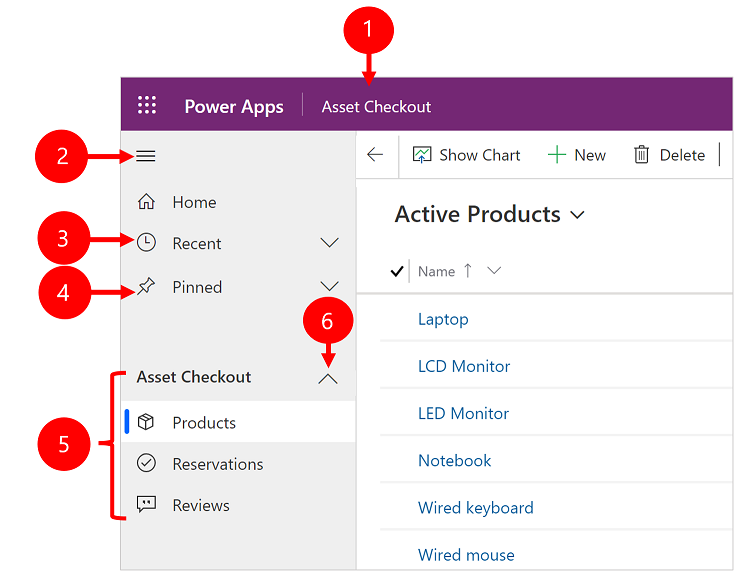 1
Power Apps Asset Checkout
2
Show Chart New Delete
Home
Active Products
3 Recent
4 Pinned
Name
6
Laptop
Asset Checkout
LCD Monitor
Products
LED Monitor
5
Reservations
Notebook
Reviews
Wired keyboard
Wired mouse